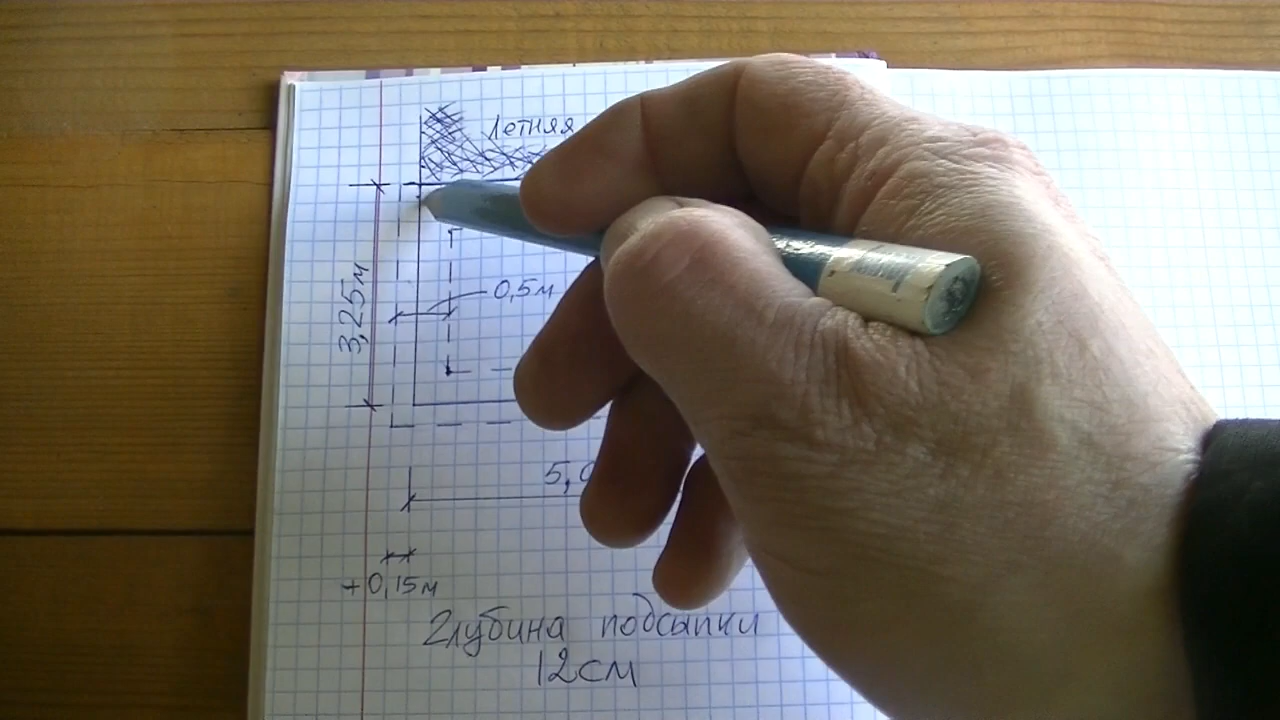 Летняя
3,25м
0,5м
5,0
+0,15м
Глубина подсыпки
12см